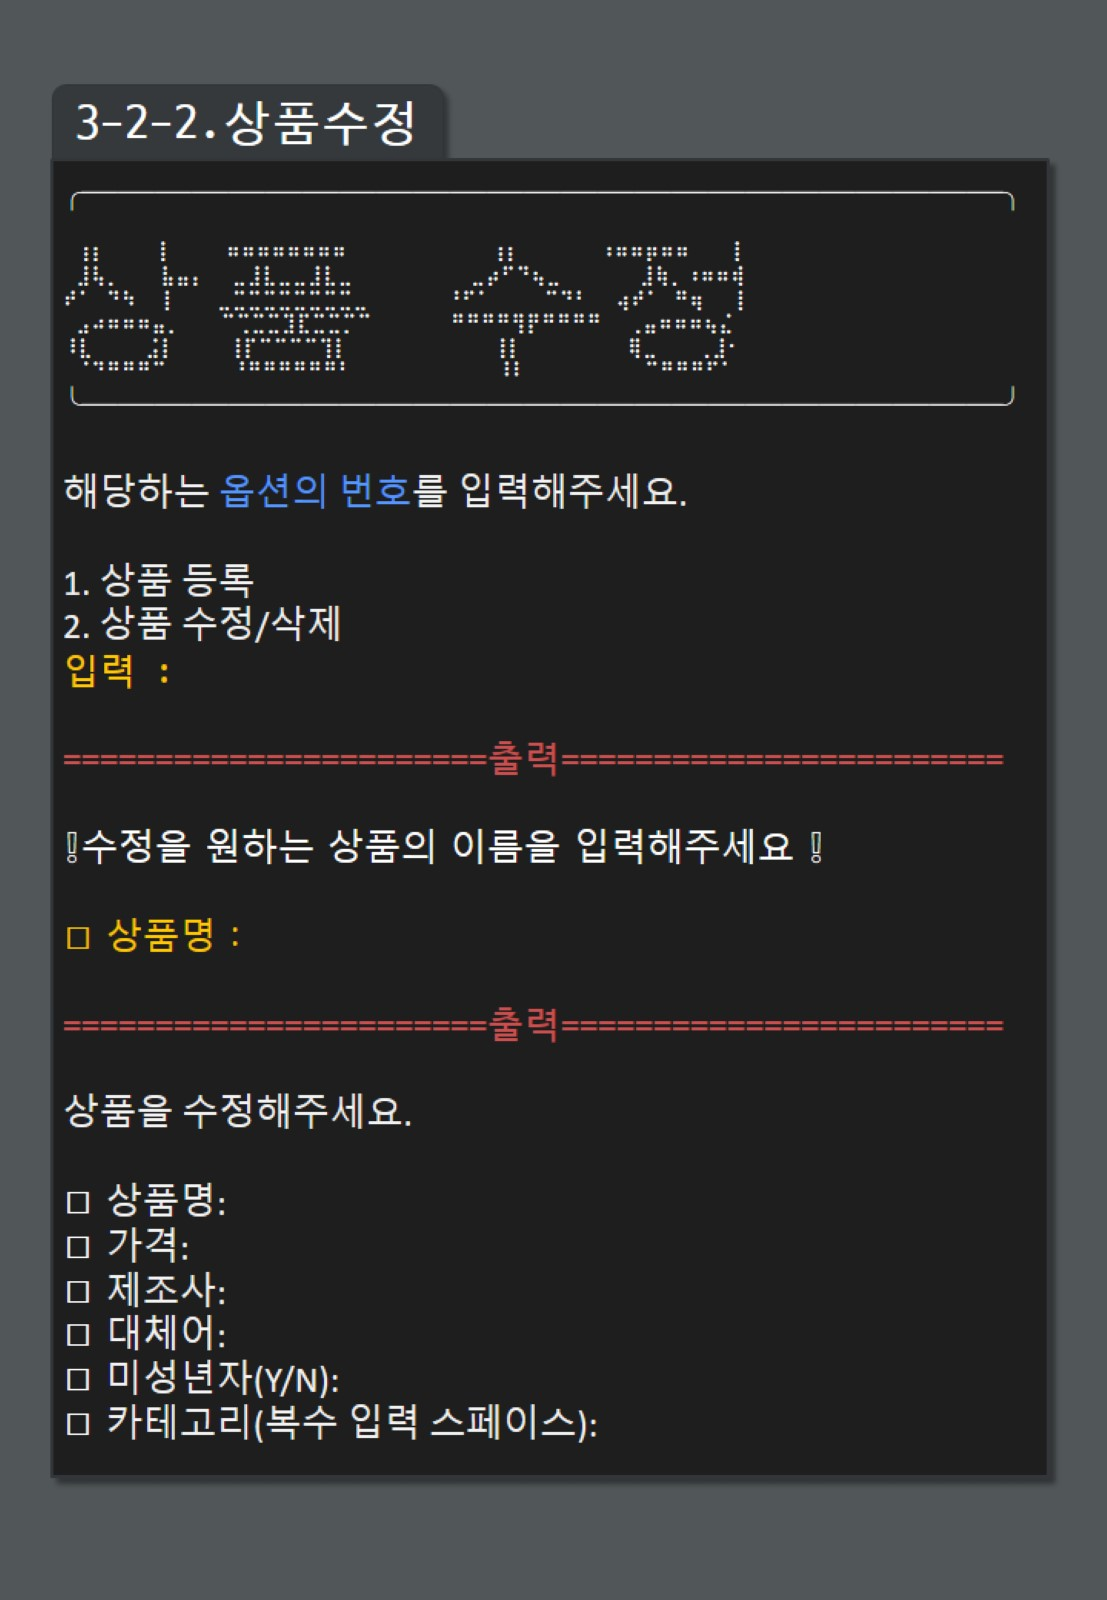 3-2-2.상품수정
상품 수정
해당하는 옵션의 번호를 입력해주세요.
1. 상품 등록
2. 상품 수정/삭제
입력 :
=======================출력========================
❕수정을 원하는 상품의 이름을 입력해주세요 ❕
□ 상품명 :
=======================출력========================
상품을 수정해주세요.
□ 상품명:
□ 가격:
□ 제조사:
□ 대체어:
□ 미성년자(Y/N):
□ 카테고리(복수 입력 스페이스):